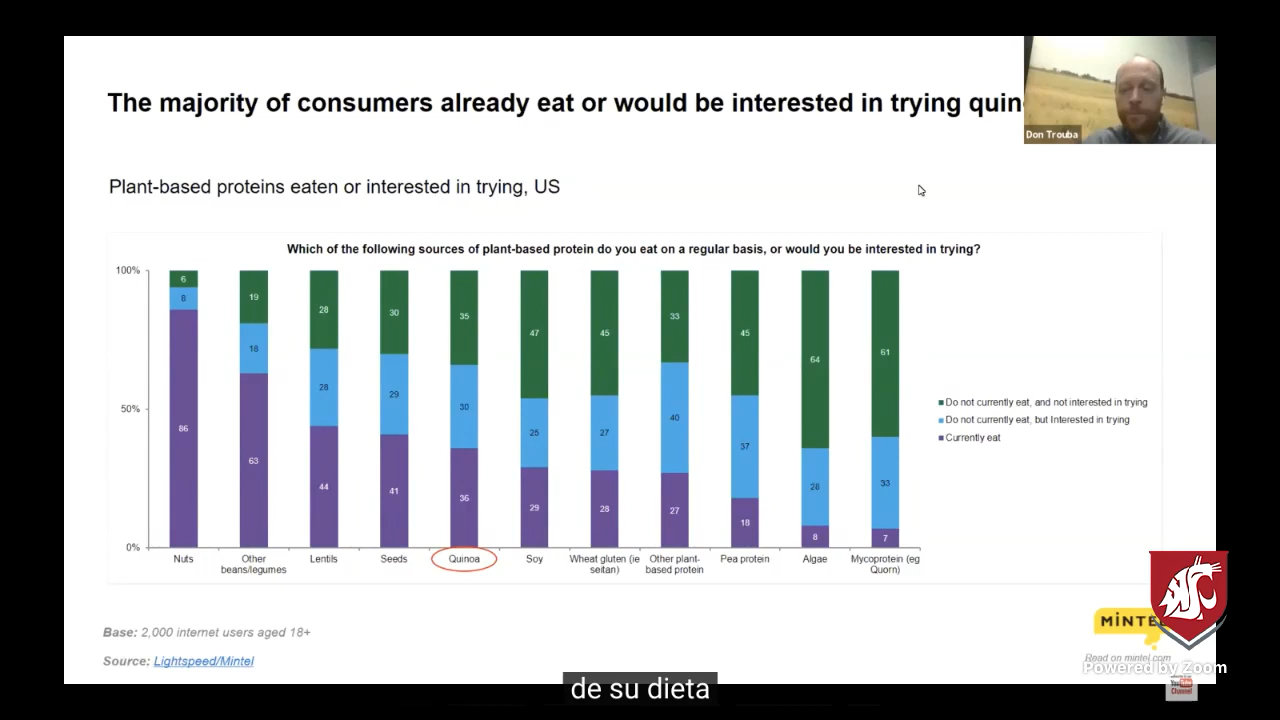 The majority of consumers already eat or would be interested in trying quin
Don Trouba
Plant-based proteins eaten or interested in trying, US
Which of the following sources of plant-based protein do you eat on a regular basis, or would you be interested in trying?
100%
50%
0%
6
8
86
19
18
63
28
28
44
30
29
41
35
30
36
47
25
29
45
27
28
33
40
27
45
37
18
64
28
8
61
33
7
Nuts
Other
beans/legumes
Lentils
Seeds
Quinoa
Soy
Wheat gluten (ie
seitan)
Other plant-
based protein
Pea protein
Algae
Mycoprotein (eg
Quorn)
Do not currently eat, and not interested in trying
Do not currently eat, but Interested in trying
Currently eat
Base: 2,000 internet users aged 18+
Source: Lightspeed/Mintel
MINTEL
Read on mintel.com
Powered by Zoom
de su dieta
YouTube
Channel